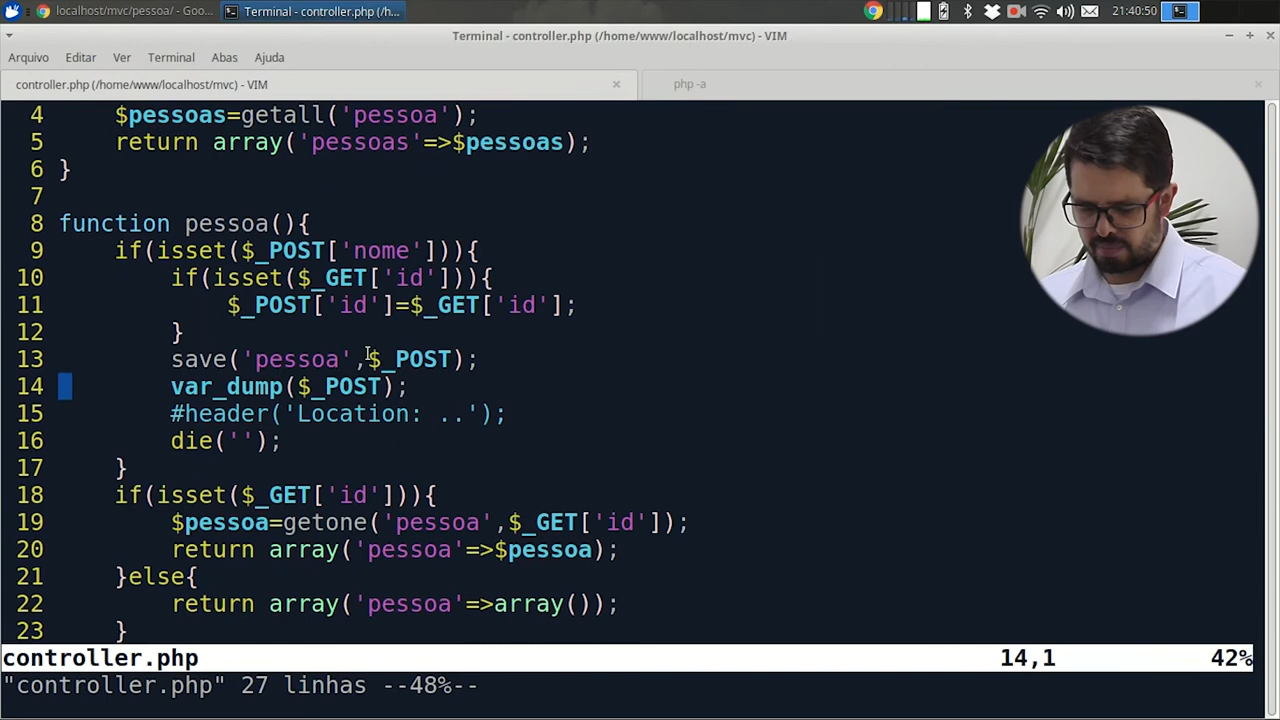 localhost/mvc/pessoa/ - Goo...
Terminal - controller.php (/h...
21:40:50
Terminal - controller.php (/home/www/localhost/mvc) - VIM
Arquivo Editar Ver Terminal Abas Ajuda
controller.php (/home/www/localhost/mvc) - VIM
php -a
4 $pessoas=getall('pessoa');
5 return array('pessoas'=>$pessoas);
6 }
7
8 function pessoa(){
9 if(isset($_POST['nome'])){
10 if(isset($_GET['id'])){
11 $_POST['id']=$_GET['id'];
12 }
13 save('pessoa',$_POST);
14 var_dump($_POST);
15 #header('Location: ..');
16 die('');
17 }
18 if(isset($_GET['id'])){
19 $pessoa=getone('pessoa',$_GET['id']);
20 return array('pessoa'=>$pessoa);
21 }else{
22 return array('pessoa'=>array());
23 }
controller.php 14,1 42%
"controller.php" 27 linhas --48%--